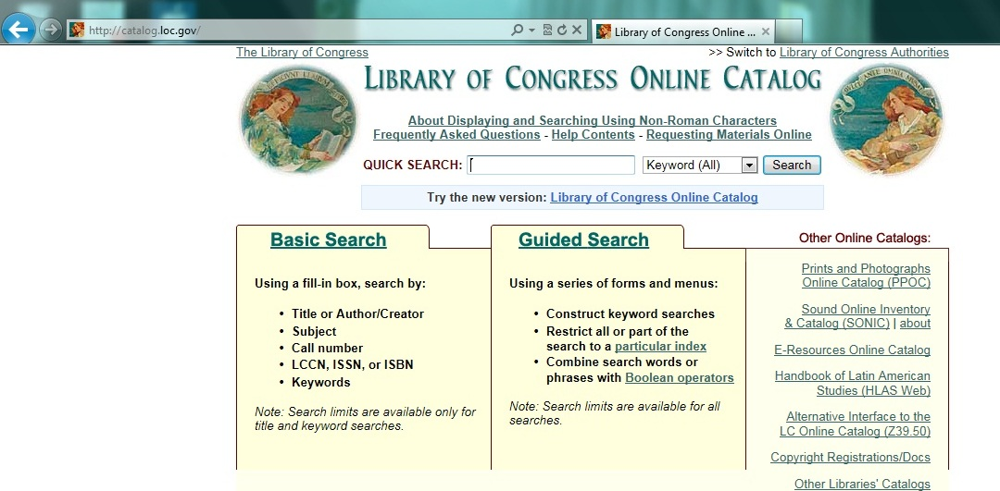 http://catalog.loc.gov/
Library of Congress Online ...
The Library of Congress
>> Switch to Library of Congress Authorities
LIBRARY OF CONGRESS ONLINE CATALOG
About Displaying and Searching Using Non-Roman Characters
Frequently Asked Questions - Help Contents - Requesting Materials Online
QUICK SEARCH: Keyword (All) Search
Try the new version: Library of Congress Online Catalog
Basic Search
Using a fill-in box, search by:
• Title or Author/Creator
• Subject
• Call number
• LCCN, ISSN, or ISBN
• Keywords
Note: Search limits are available only for
title and keyword searches.
Guided Search
Using a series of forms and menus:
• Construct keyword searches
• Restrict all or part of the
search to a particular index
• Combine search words or
phrases with Boolean operators
Note: Search limits are available for all
searches.
Other Online Catalogs:
Prints and Photographs
Online Catalog (PPOC)
Sound Online Inventory
& Catalog (SONIC) | about
E-Resources Online Catalog
Handbook of Latin American
Studies (HLAS Web)
Alternative Interface to the
LC Online Catalog (Z39.50)
Copyright Registrations/Docs
Other Libraries' Catalogs